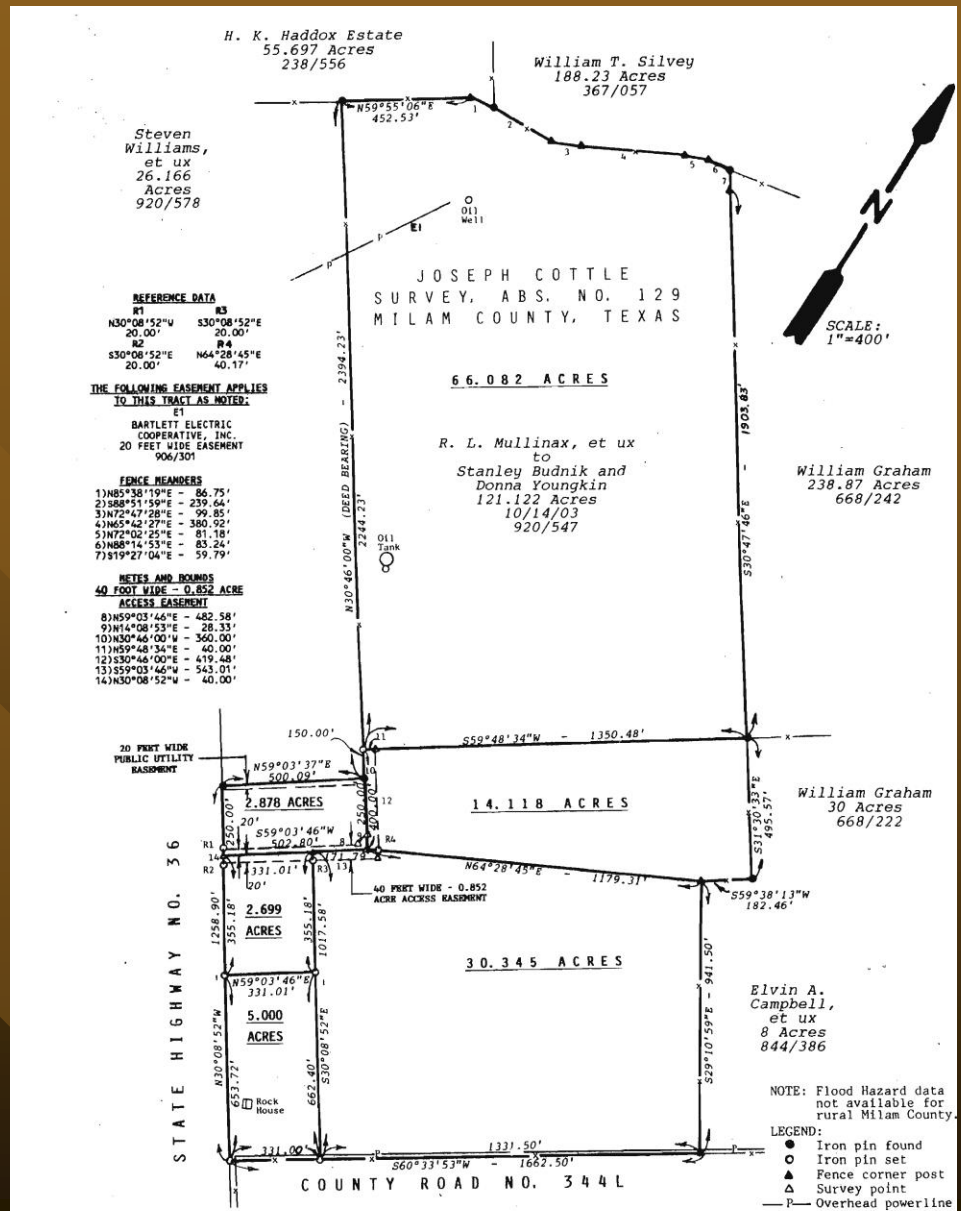 H. K. Haddox Estate
55.697 Acres
238/556
William T. Silvey
188.23 Acres
367/057
N59°55'06"E
452.53'
1
2
3
4
5
6
7
Steven
Williams,
et ux
26.166
Acres
920/578
Oil
Well
E1
P
P
N
SCALE:
1"=400'
JOSEPH COTTLE
SURVEY, ABS. NO. 129
MILAM COUNTY, TEXAS
66.082 ACRES
REFERENCE DATA
R1 R3
N30°08'52"W S30°08'52"E
20.00' 20.00'
R2 R4
S30°08'52"E N64°28'45"E
20.00' 40.17'
THE FOLLOWING EASEMENT APPLIES
TO THIS TRACT AS NOTED:
E1
BARTLETT ELECTRIC
COOPERATIVE, INC.
20 FEET WIDE EASEMENT
906/301
FENCE MEANDERS
1)N85°38'19"E - 86.75'
2)S88°51'59"E - 239.64'
3)N72°47'28"E - 99.85'
4)N65°42'27"E - 380.92'
5)N72°02'25"E - 81.18'
6)N88°14'53"E - 83.24'
7)S19°27'04"E - 59.79'
METES AND BOUNDS
40 FOOT WIDE - 0.852 ACRE
ACCESS EASEMENT
8)N59°03'46"E - 482.58'
9)N14°08'53"E - 28.33'
10)N30°46'00"W - 360.00'
11)N59°48'34"E - 40.00'
12)S30°46'00"E - 419.48'
13)S59°03'46"W - 543.01'
14)N30°08'52"W - 40.00'
N30°46'00"W (DEED BEARING) - 2394.23'
2244.23'
R. L. Mullinax, et ux
to
Stanley Budnik and
Donna Youngkin
121.122 Acres
10/14/03
920/547
Oil
Tank
S30°47'46"E - 1903.83'
William Graham
238.87 Acres
668/242
150.00'
11
S59°48'34"W - 1350.48'
20 FEET WIDE
PUBLIC UTILITY
EASEMENT
N59°03'37"E
500.09'
10
2.878 ACRES
250.00'
250.00'
400.00'
12
14.118 ACRES
S31°30'33"E
495.57'
William Graham
30 Acres
668/222
20'
S59°03'46"W
502.80'
8
9
R1
R4
14
R2
331.01'
R3
171.79'
13
20'
N64°28'45"E - 1179.31'
S59°38'13"W
182.46'
40 FEET WIDE - 0.852
ACRE ACCESS EASEMENT
2.699
ACRES
1258.90'
355.18'
355.18'
1017.58'
N59°03'46"E
331.01'
5.000
ACRES
N30°08'52"W
653.72'
662.40'
S30°08'52"E -
Rock
House
30.345 ACRES
S29°10'59"E - 941.50'
Elvin A.
Campbell,
et ux
8 Acres
844/386
STATE HIGHWAY NO. 36
331.00'
P
1331.50'
P
S60°33'53"W - 1662.50'
COUNTY ROAD NO. 344L
NOTE: Flood Hazard data
not available for
rural Milam County.
LEGEND:
Iron pin found
Iron pin set
Fence corner post
Survey point
P Overhead powerline